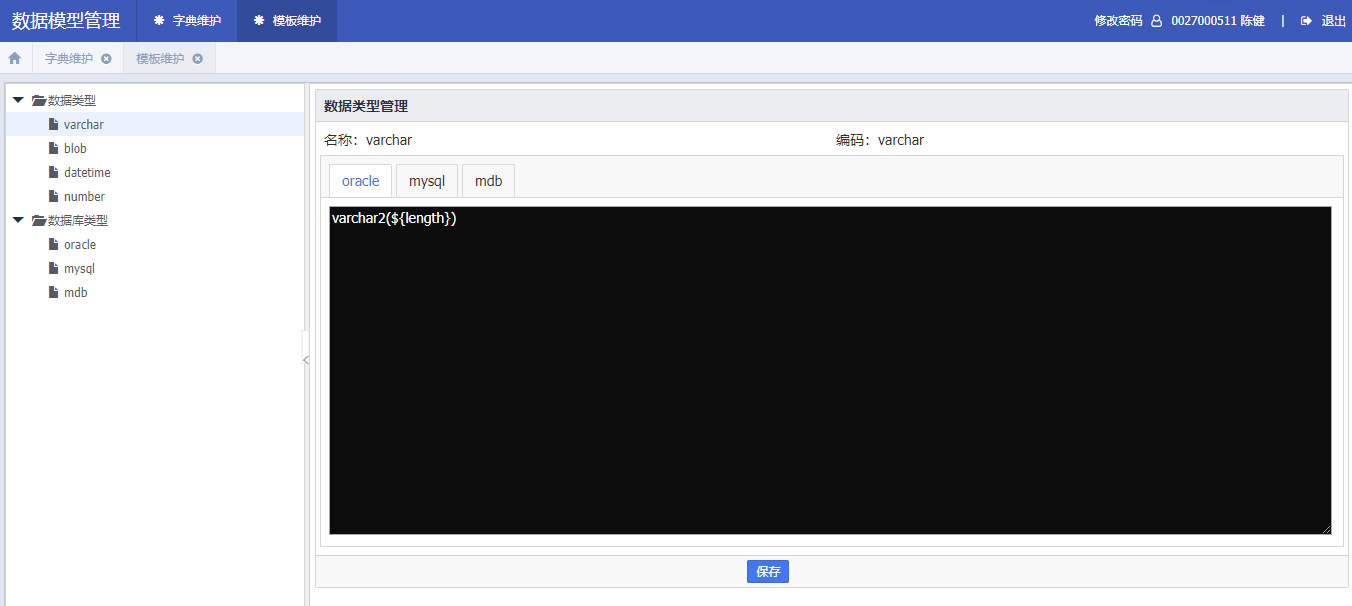 数据模型管理 字典维护 模板维护 修改密码 0027000511 陈健 | 退出
字典维护 模板维护
数据类型
varchar
blob
datetime
number
数据库类型
oracle
mysql
mdb
数据类型管理
名称：varchar 编码：varchar
oracle mysql mdb
varchar2(${length})
保存